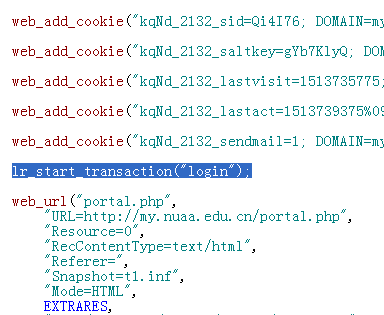 web_add_cookie("kqNd_2132_sid=Qi4I76; DOMAIN=my
web_add_cookie("kqNd_2132_saltkey=gYb7KlyQ; DO
web_add_cookie("kqNd_2132_lastvisit=1513735775;
web_add_cookie("kqNd_2132_lastact=1513739375%09
web_add_cookie("kqNd_2132_sendmail=1; DOMAIN=my
lr_start_transaction("login");
web_url("portal.php",
"URL=http://my.nuaa.edu.cn/portal.php",
"Resource=0",
"RecContentType=text/html",
"Referer=",
"Snapshot=t1.inf",
"Mode=HTML",
EXTRARES,